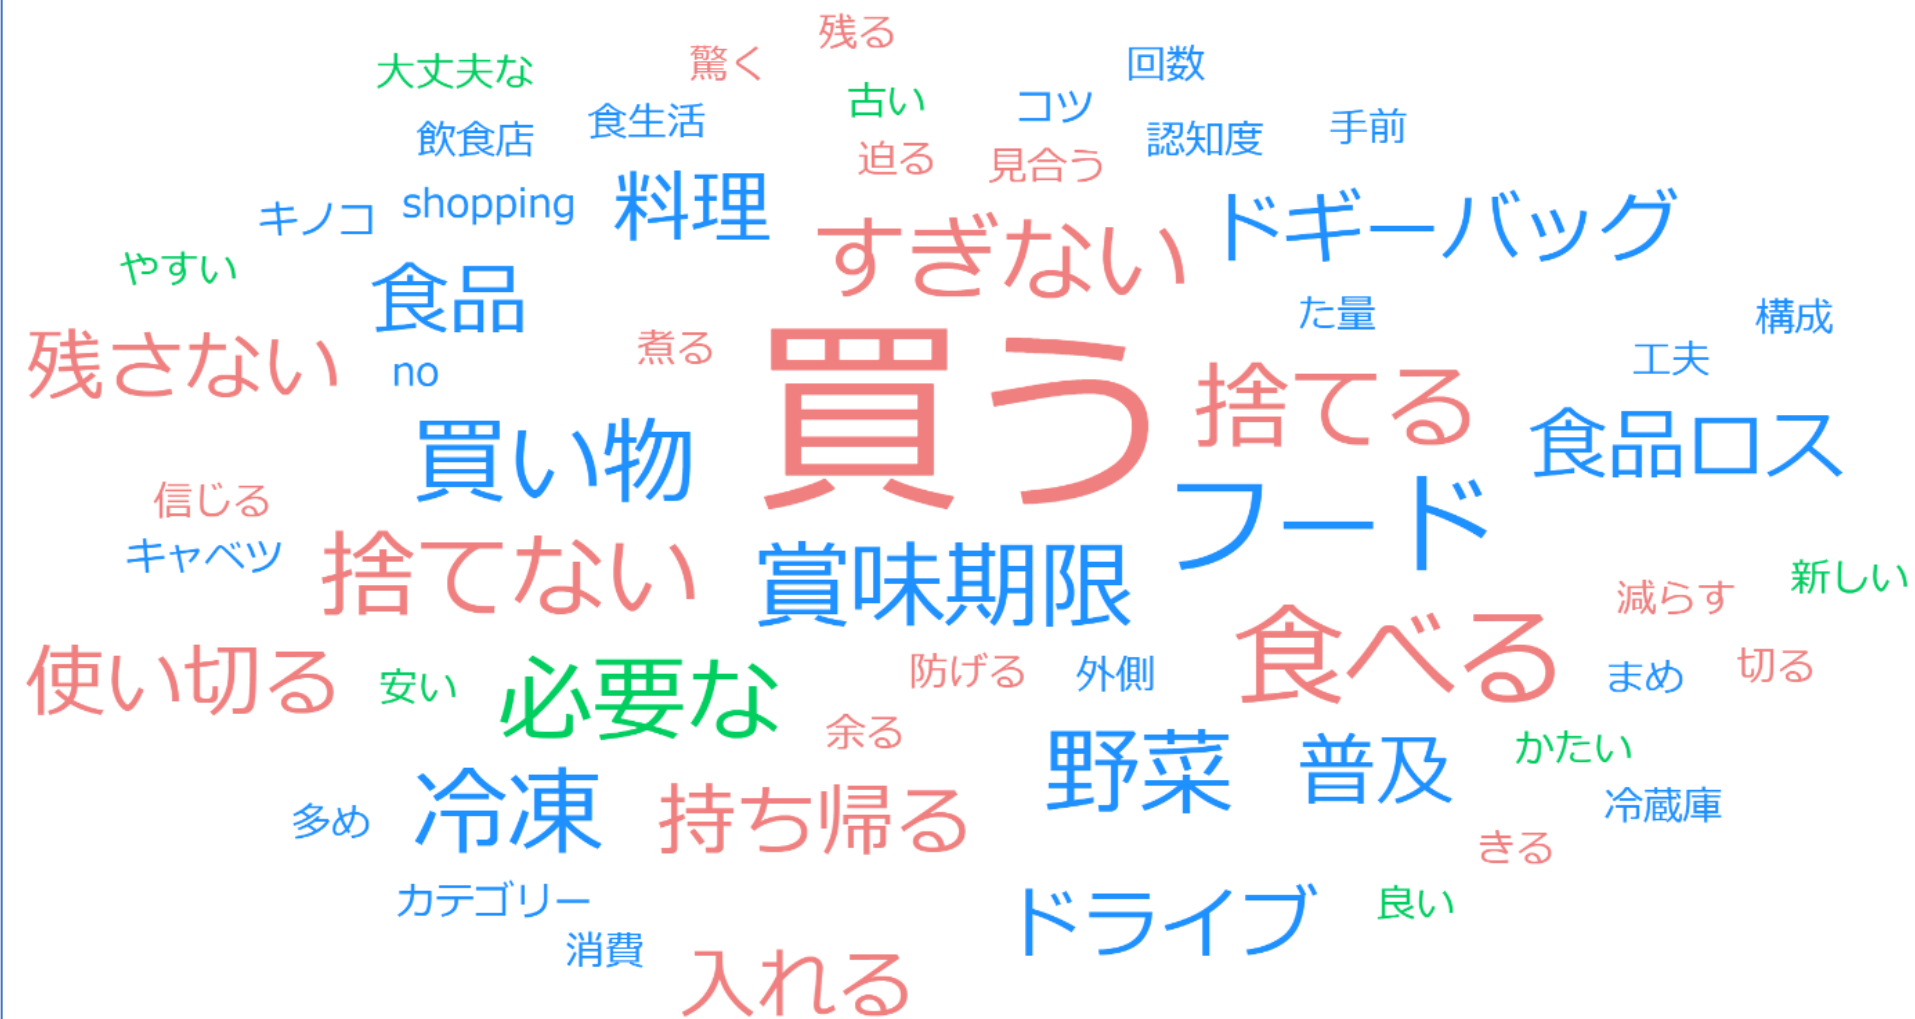 残る
驚く
回数
大丈夫な
古い
コツ
食生活
手前
飲食店
認知度
迫る
見合う
キノコ
shopping
料理
すぎない
ドギーバッグ
やすい
食品
た量
構成
残さない
no
煮る
買う
捨てる
工夫
食品ロス
買い物
信じる
フード
キャベツ
捨てない
賞味期限
新しい
減らす
使い切る
安い
必要な
防げる
外側
食べる
まめ
切る
余る
野菜
普及
かたい
多め
冷凍
持ち帰る
冷蔵庫
きる
カテゴリー
ドライブ
良い
消費
入れる